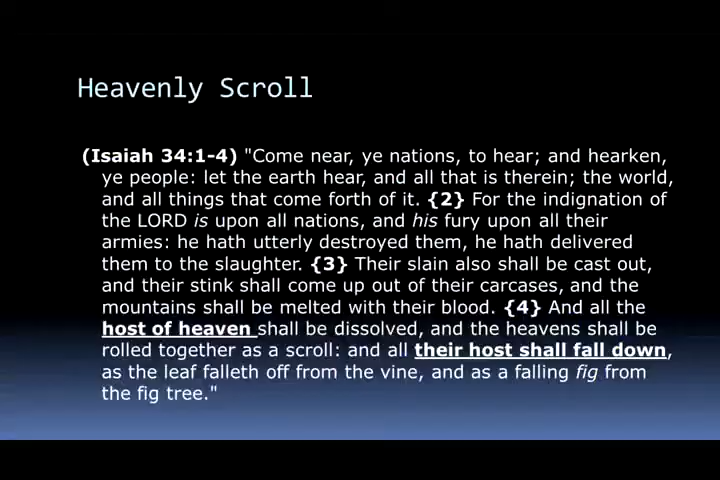 Heavenly Scroll
(Isaiah 34:1-4) "Come near, ye nations, to hear; and hearken,
ye people: let the earth hear, and all that is therein; the world,
and all things that come forth of it. {2} For the indignation of
the LORD is upon all nations, and his fury upon all their
armies: he hath utterly destroyed them, he hath delivered
them to the slaughter. {3} Their slain also shall be cast out,
and their stink shall come up out of their carcases, and the
mountains shall be melted with their blood. {4} And all the
host of heaven shall be dissolved, and the heavens shall be
rolled together as a scroll: and all their host shall fall down,
as the leaf falleth off from the vine, and as a falling fig from
the fig tree."